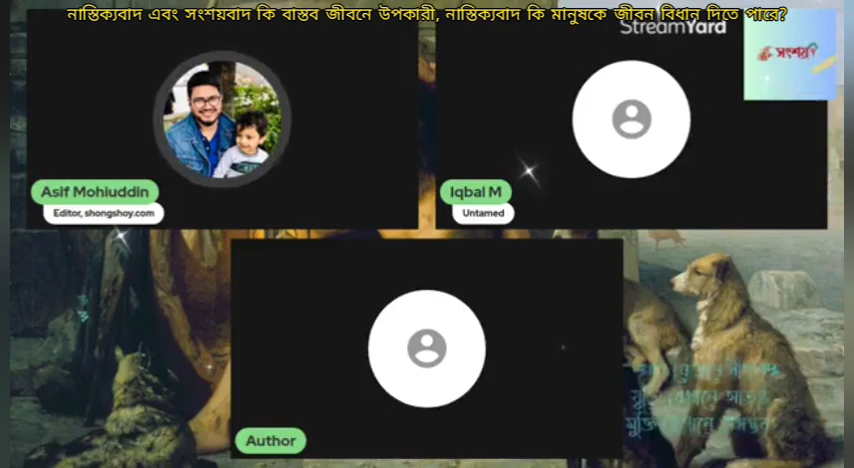 নাস্তিক্যবাদ এবং সংশয়বাদ কি বাস্তব জীবনে উপকারী, নাস্তিক্যবাদ কি মানুষকে জীবন বিধান দিতে পারে?
StreamYard
সংশয়
Asif Mohiuddin
Editor, shongshoy.com
Iqbal M
Untamed
যুক্তি
মুক্তি
Author